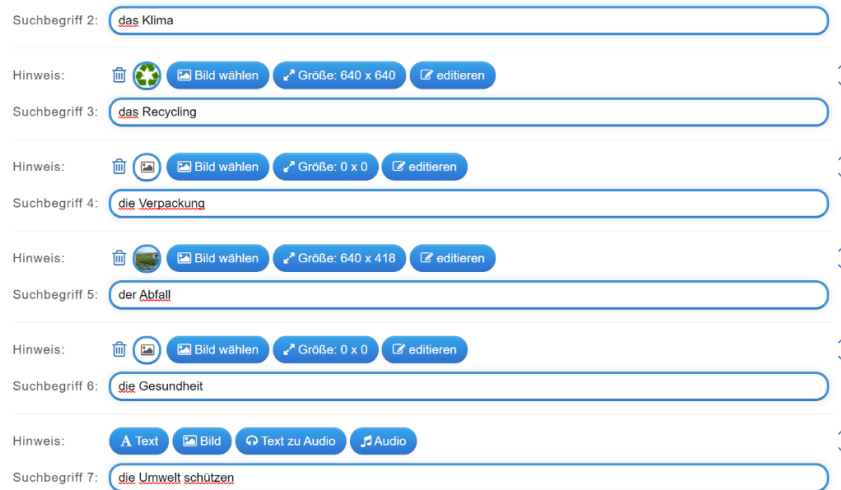 Suchbegriff 2: das Klima
Hinweis: Bild wählen Größe: 640 x 640 editieren
Suchbegriff 3: das Recycling
Hinweis: Bild wählen Größe: 0 x 0 editieren
Suchbegriff 4: die Verpackung
Hinweis: Bild wählen Größe: 640 x 418 editieren
Suchbegriff 5: der Abfall
Hinweis: Bild wählen Größe: 0 x 0 editieren
Suchbegriff 6: die Gesundheit
Hinweis: A Text Bild Text zu Audio Audio
Suchbegriff 7: die Umwelt schützen